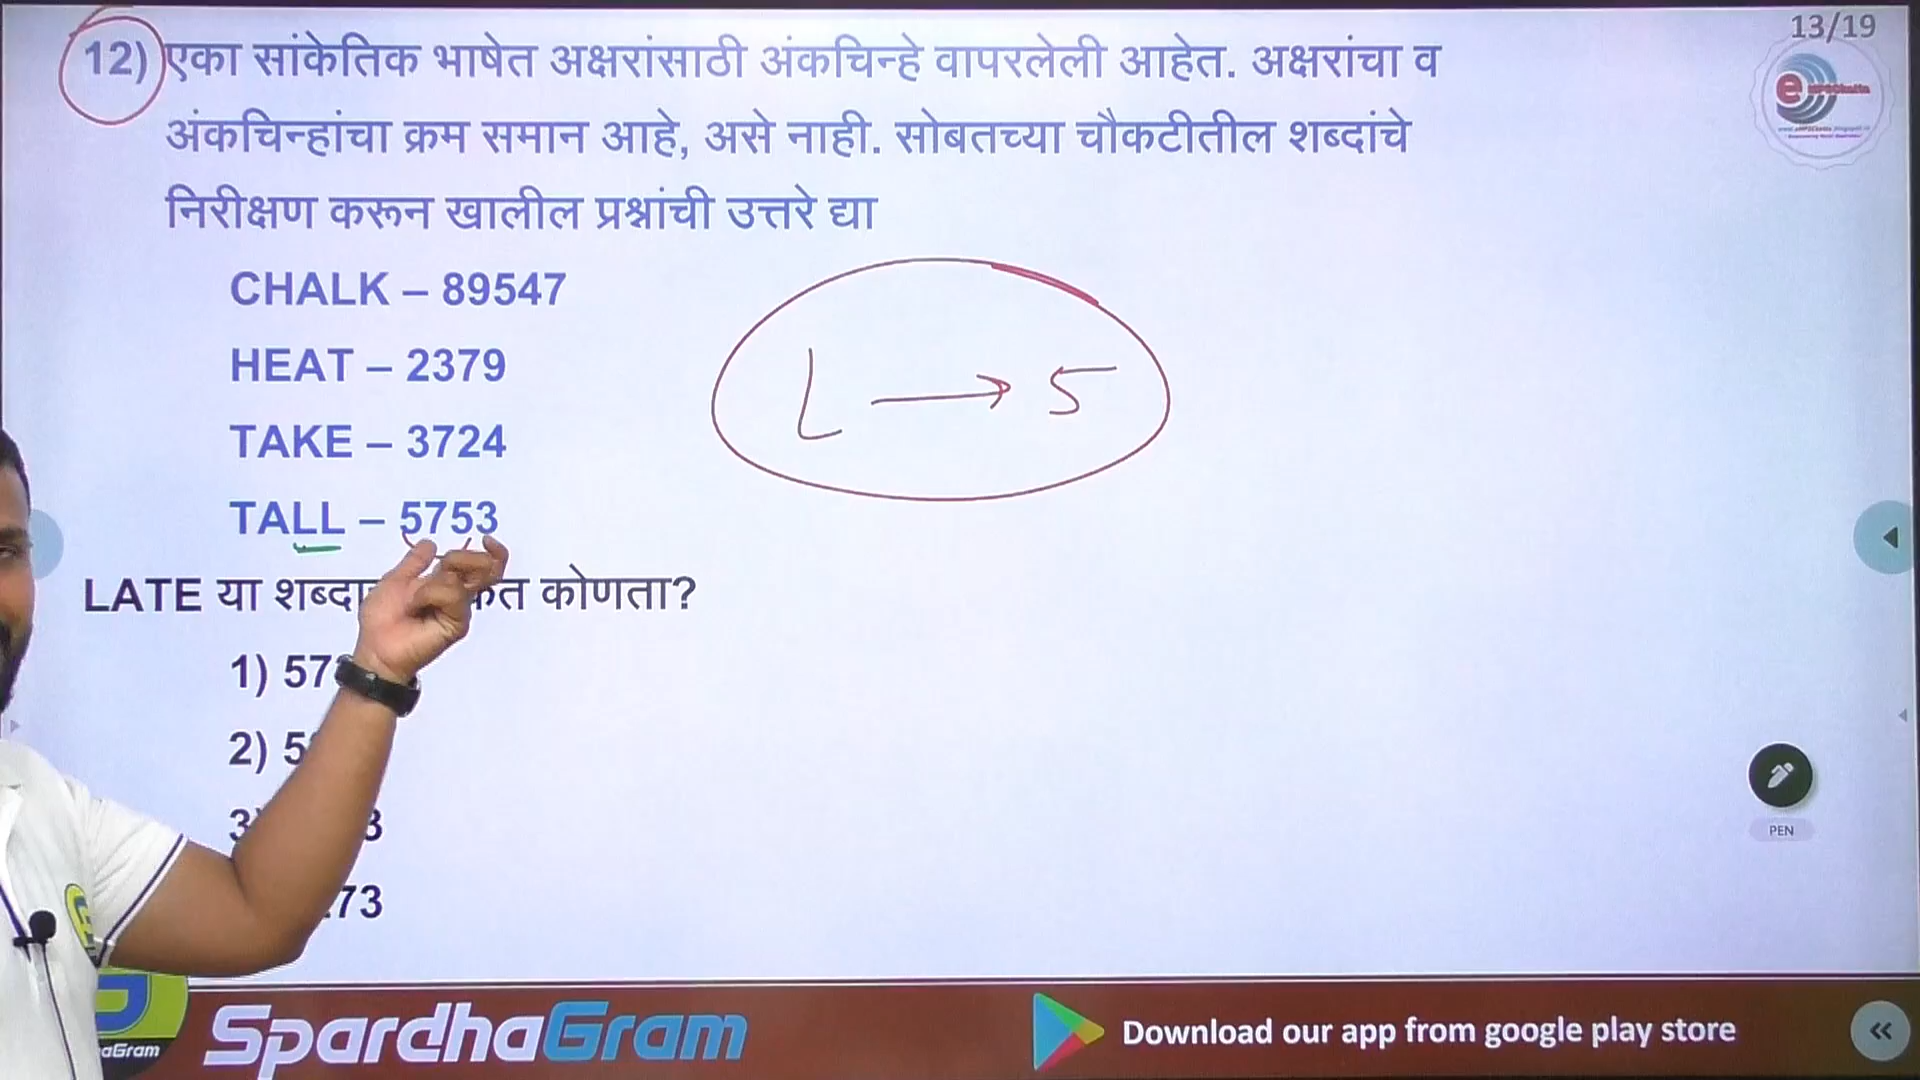 13/19
12) एका सांकेतिक भाषेत अक्षरांसाठी अंकचिन्हे वापरलेली आहेत. अक्षरांचा व
अंकचिन्हांचा क्रम समान आहे, असे नाही. सोबतच्या चौकटीतील शब्दांचे
निरीक्षण करून खालील प्रश्नांची उत्तरे द्या
CHALK – 89547
HEAT – 2379
TAKE – 3724
TALL – 5753
L → 5
LATE या कोणता?
1) 57
2) 5
3)
73
PEN
SpardhaGram
Download our app from google play store